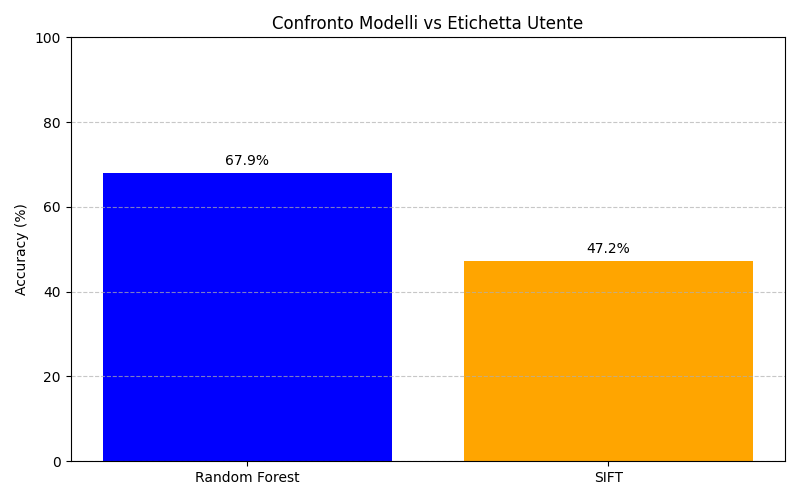 Confronto Modelli vs Etichetta Utente
Accuracy (%)
100
80
60
40
20
0
67.9%
47.2%
Random Forest
SIFT